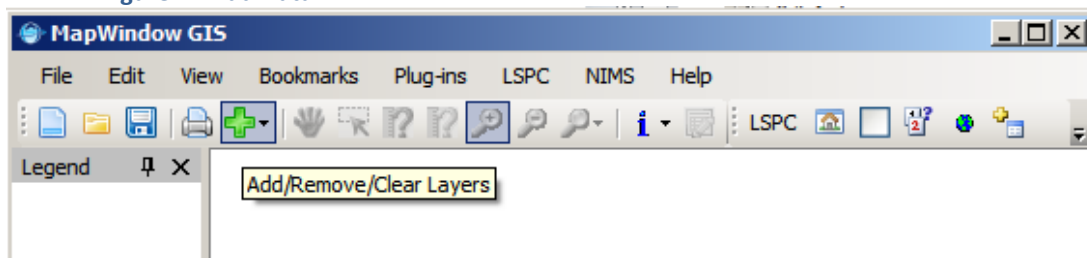 MapWindow GIS
File Edit View Bookmarks Plug-ins LSPC NIMS Help
LSPC
Legend
Add/Remove/Clear Layers